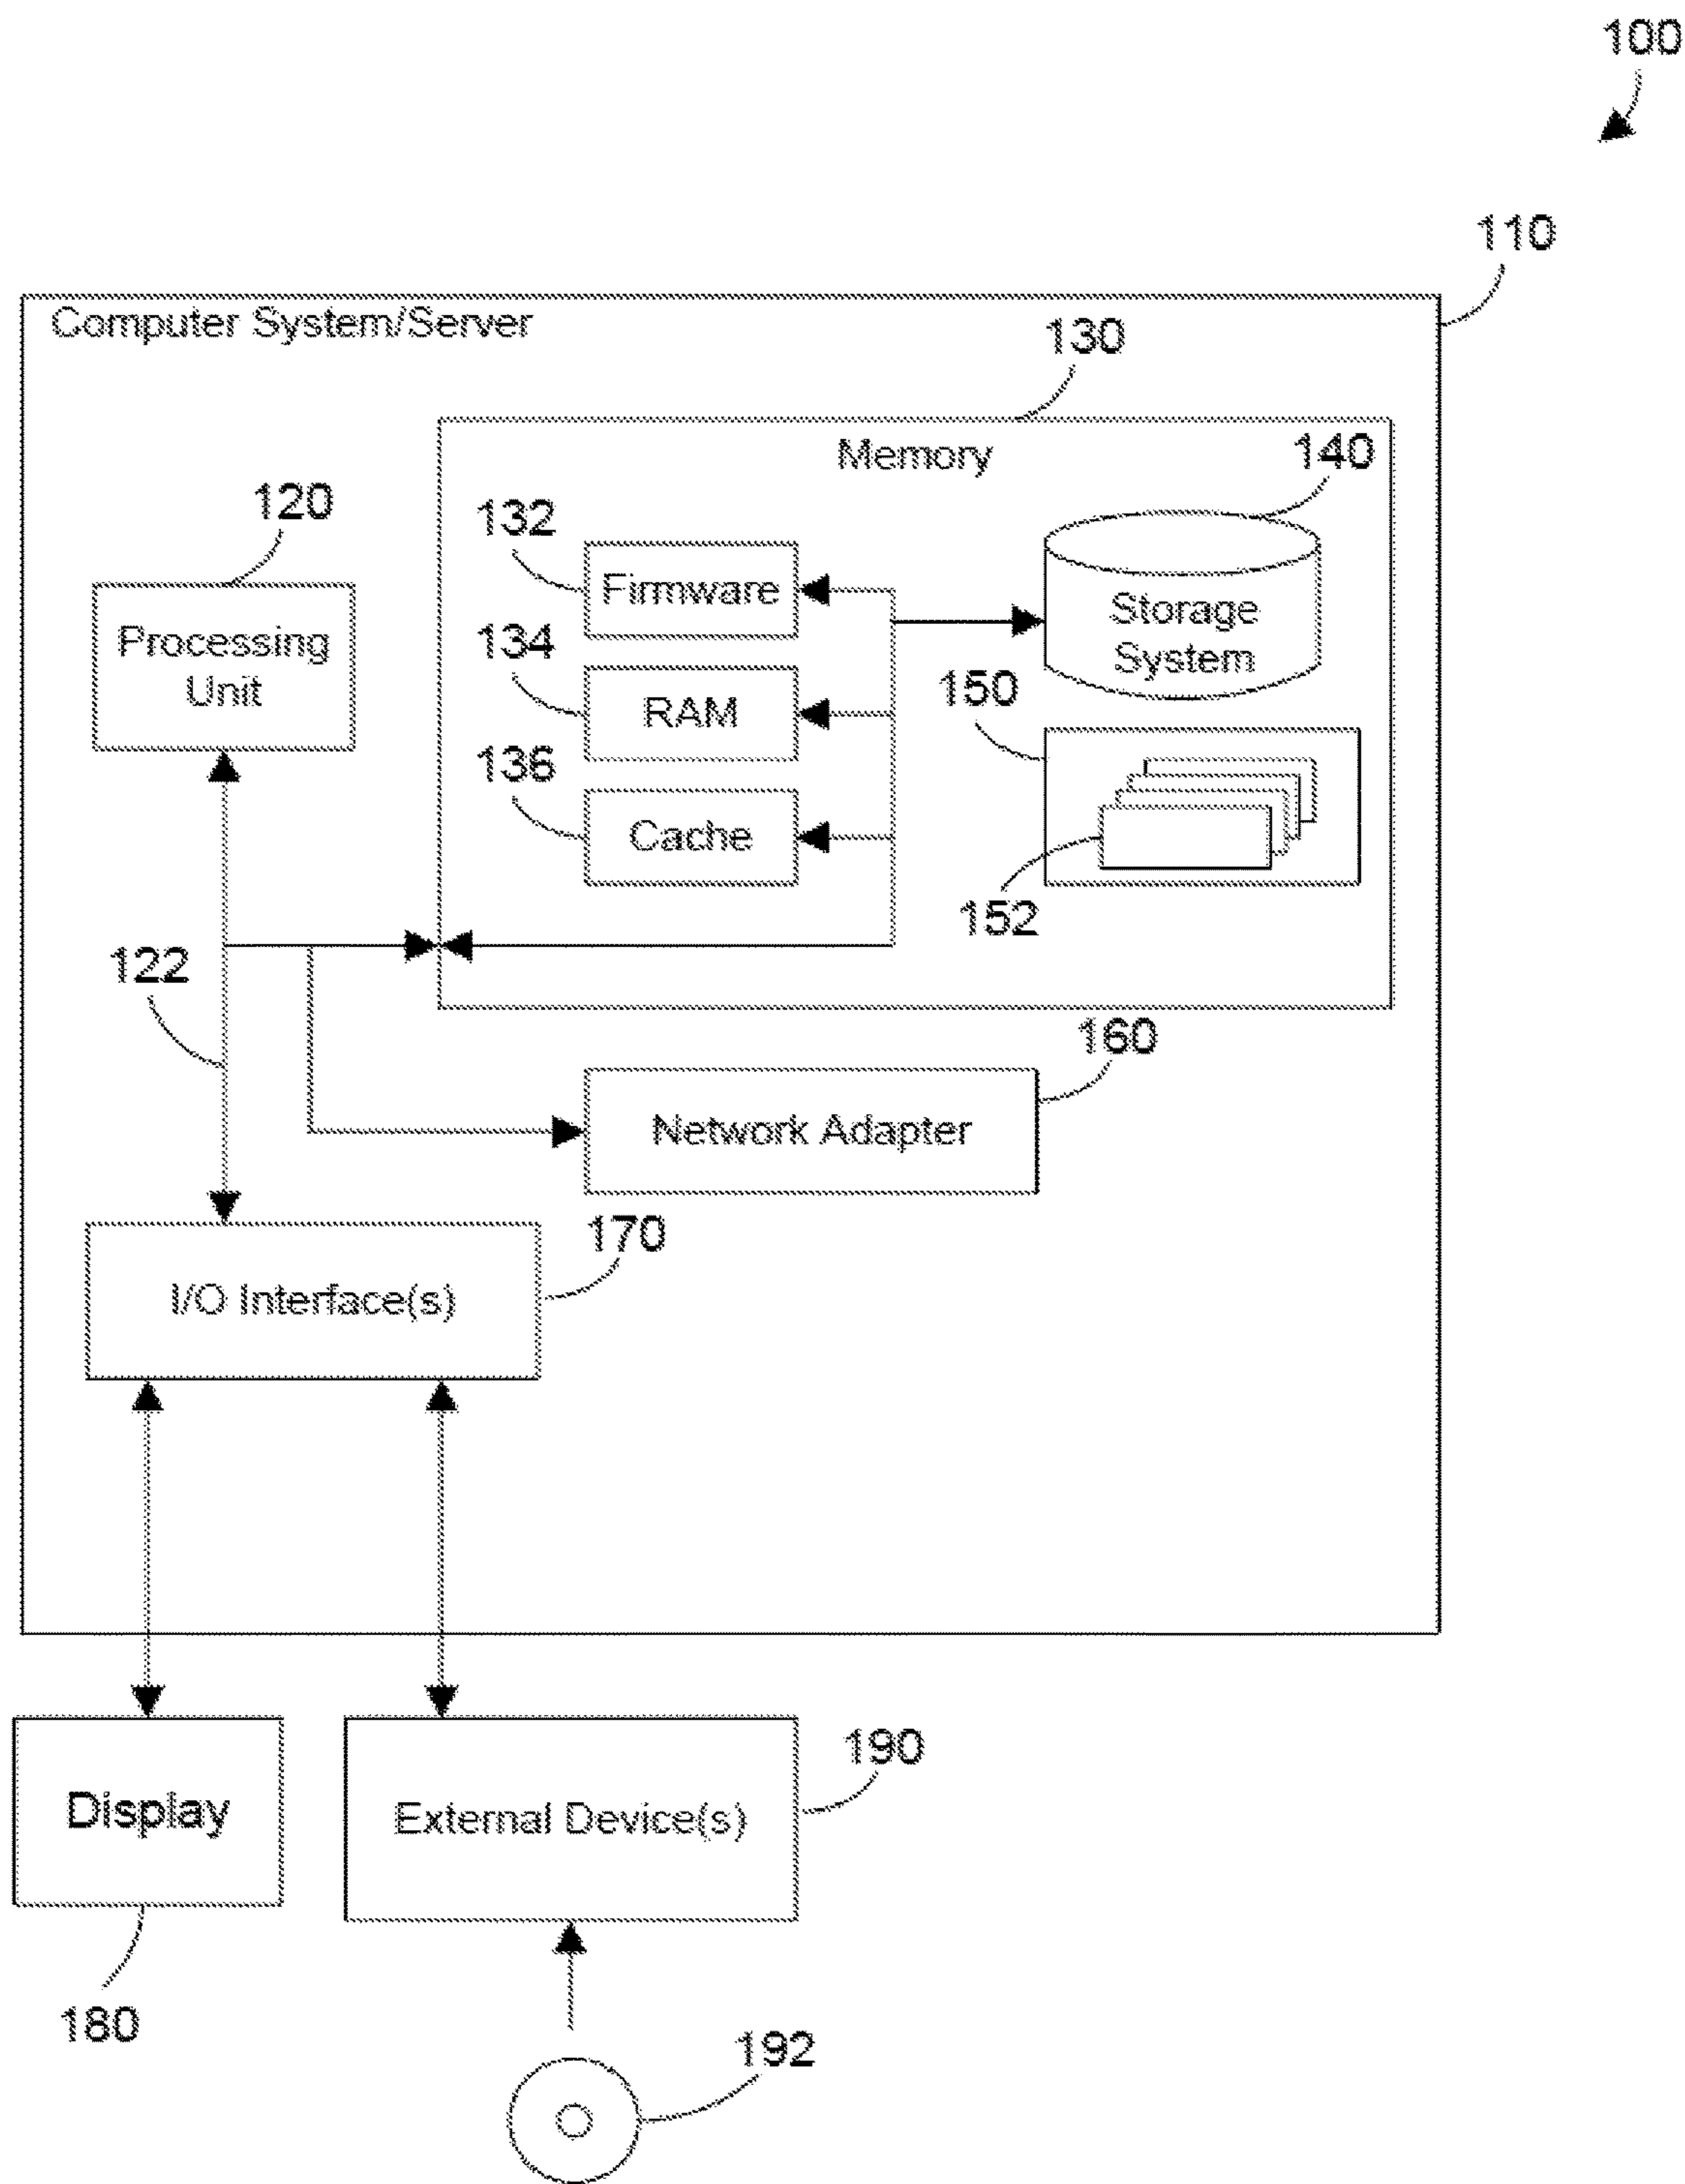 100
110
Computer System/Server
130
Memory
140
120
132
Firmware
Storage
System
Processing
Unit
134
RAM
150
136
Cache
152
122
160
Network Adapter
170
I/O Interface(s)
190
Display
External Device(s)
180
192